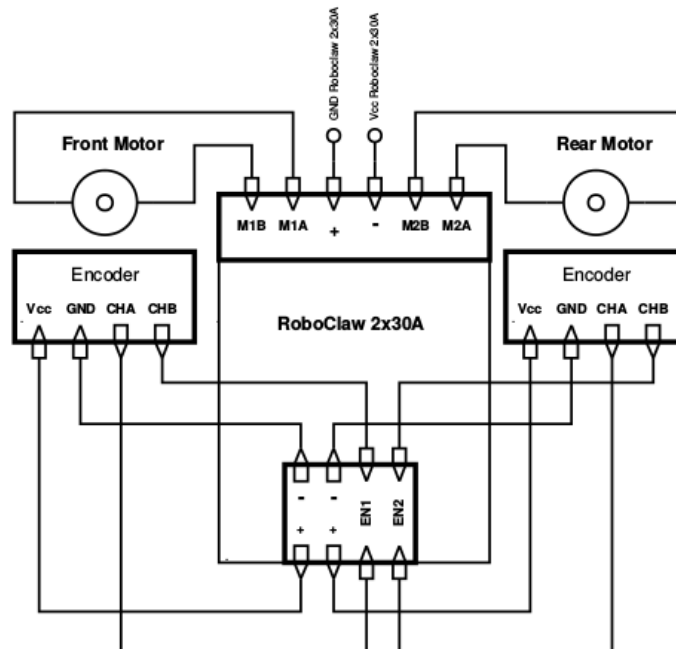 GND Roboclaw 2x30A
Vcc Roboclaw 2x30A
Front Motor
Rear Motor
M1B M1A + - M2B M2A
Encoder
Vcc GND CHA CHB
RoboClaw 2x30A
Encoder
Vcc GND CHA CHB
- - EN1 EN2
+ +